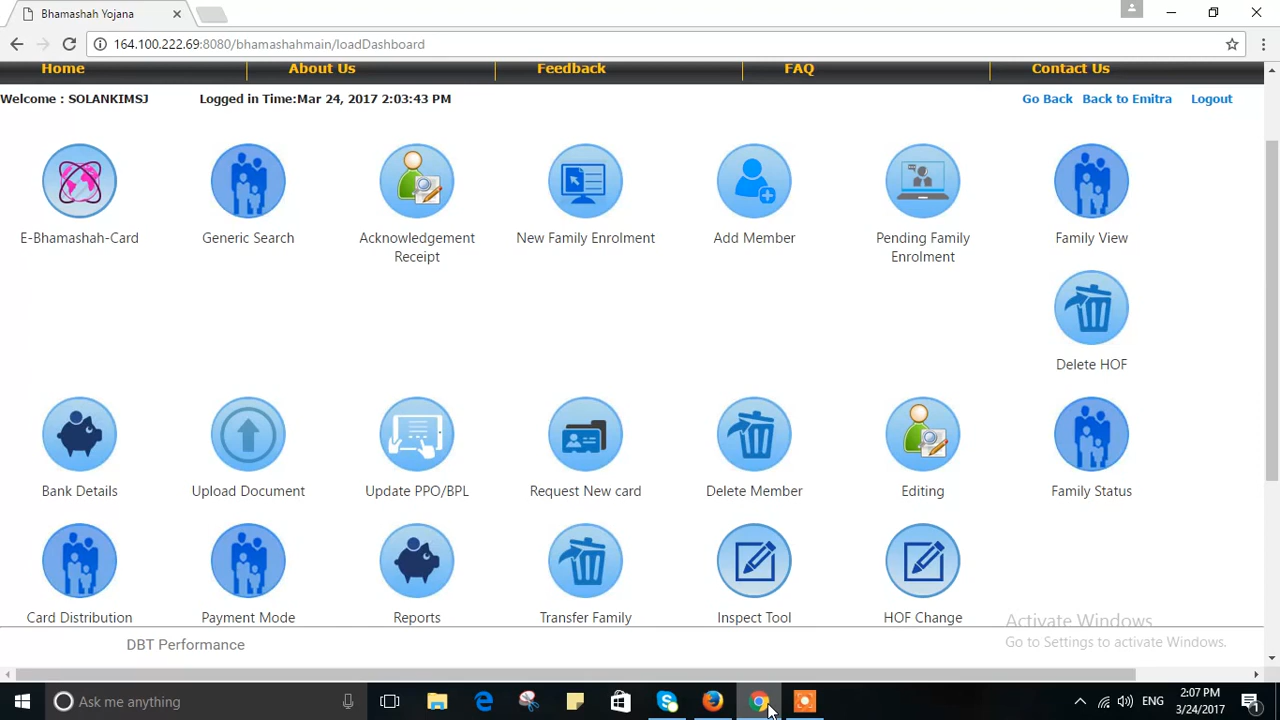 Bhamashah Yojana
164.100.222.69:8080/bhamashahmain/loadDashboard
Home About Us Feedback FAQ Contact Us
Welcome : SOLANKIMSJ Logged in Time:Mar 24, 2017 2:03:43 PM Go Back Back to Emitra Logout
E-Bhamashah-Card Generic Search Acknowledgement New Family Enrolment Add Member Pending Family Family View
Receipt Enrolment
Delete HOF
Bank Details Upload Document Update PPO/BPL Request New card Delete Member Editing Family Status
Card Distribution Payment Mode Reports Transfer Family Inspect Tool HOF Change
Activate Windows
Go to Settings to activate Windows.
DBT Performance
Ask me anything ENG 2:07 PM
3/24/2017 1